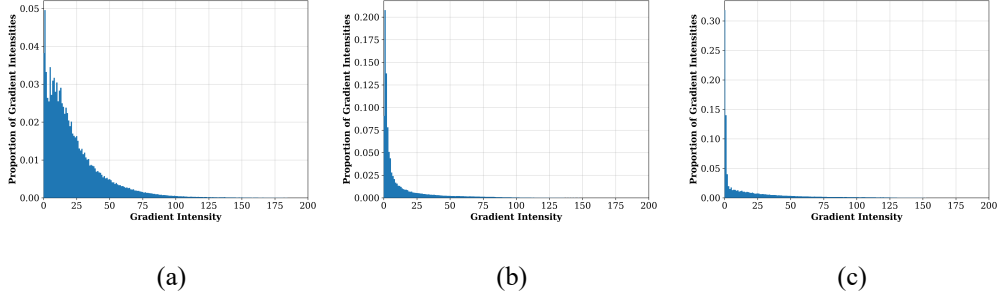 Proportion of Gradient Intensities
0.05
0.04
0.03
0.02
0.01
0.00
0 25 50 75 100 125 150 175 200
Gradient Intensity
(a)
Proportion of Gradient Intensities
0.200
0.175
0.150
0.125
0.100
0.075
0.050
0.025
0.000
0 25 50 75 100 125 150 175 200
Gradient Intensity
(b)
Proportion of Gradient Intensities
0.30
0.25
0.20
0.15
0.10
0.05
0.00
0 25 50 75 100 125 150 175 200
Gradient Intensity
(c)